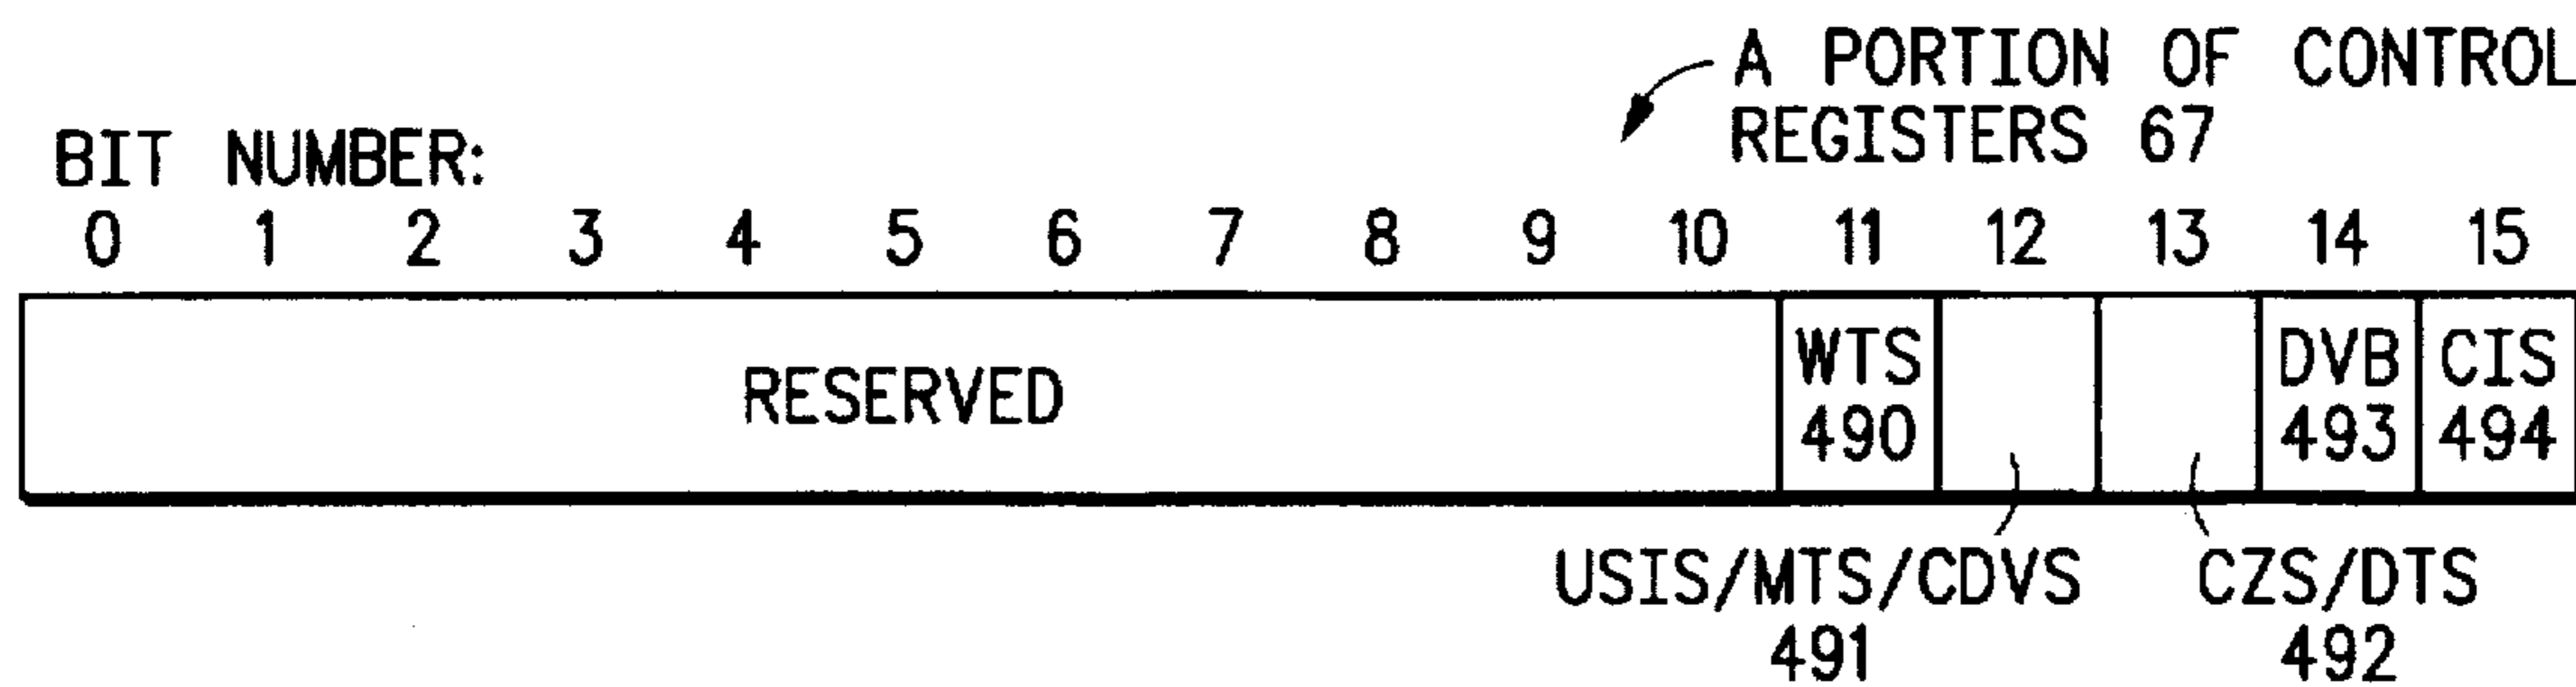 A PORTION OF CONTROL
REGISTERS 67
BIT NUMBER:
0 1 2 3 4 5 6 7 8 9 10 11 12 13 14 15
RESERVED
WTS
490
DVB
493
CIS
494
USIS/MTS/CDVS
491
CZS/DTS
492